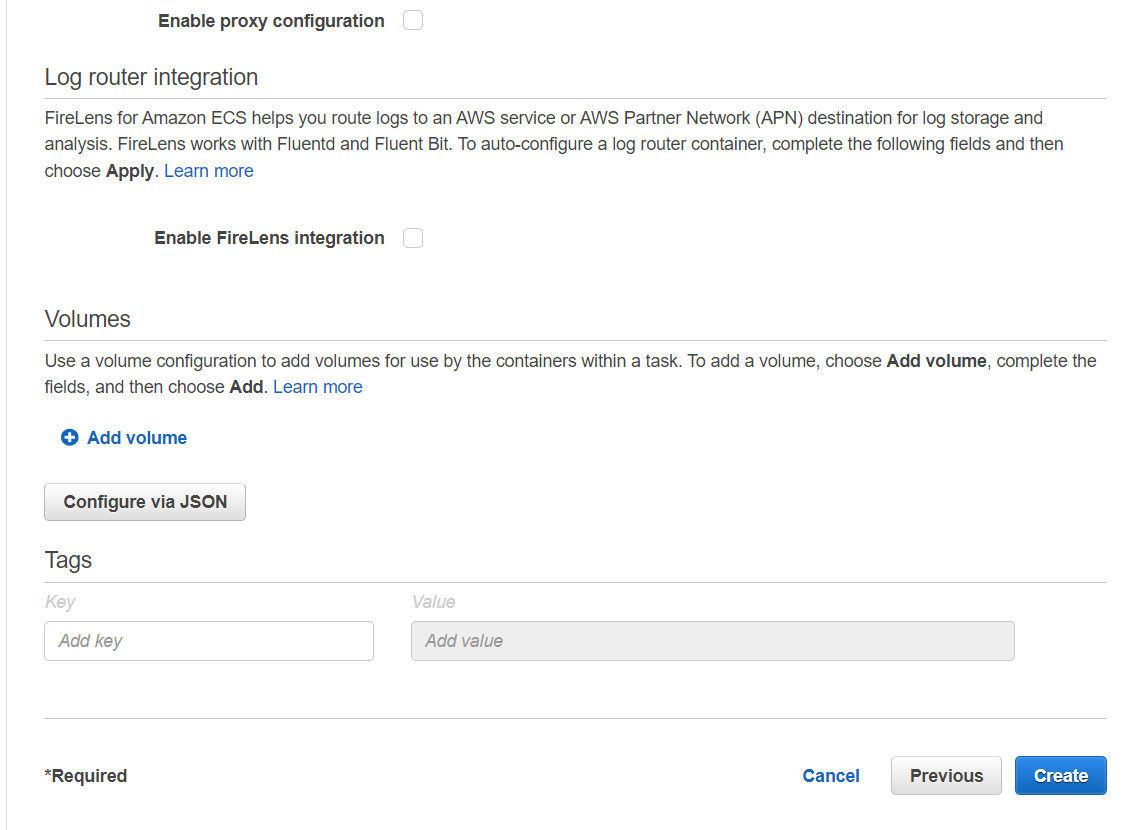 Enable proxy configuration
Log router integration
FireLens for Amazon ECS helps you route logs to an AWS service or AWS Partner Network (APN) destination for log storage and
analysis. FireLens works with Fluentd and Fluent Bit. To auto-configure a log router container, complete the following fields and then
choose Apply. Learn more
Enable FireLens integration
Volumes
Use a volume configuration to add volumes for use by the containers within a task. To add a volume, choose Add volume, complete the
fields, and then choose Add. Learn more
Add volume
Configure via JSON
Tags
Key Value
Add key Add value
*Required Cancel Previous Create